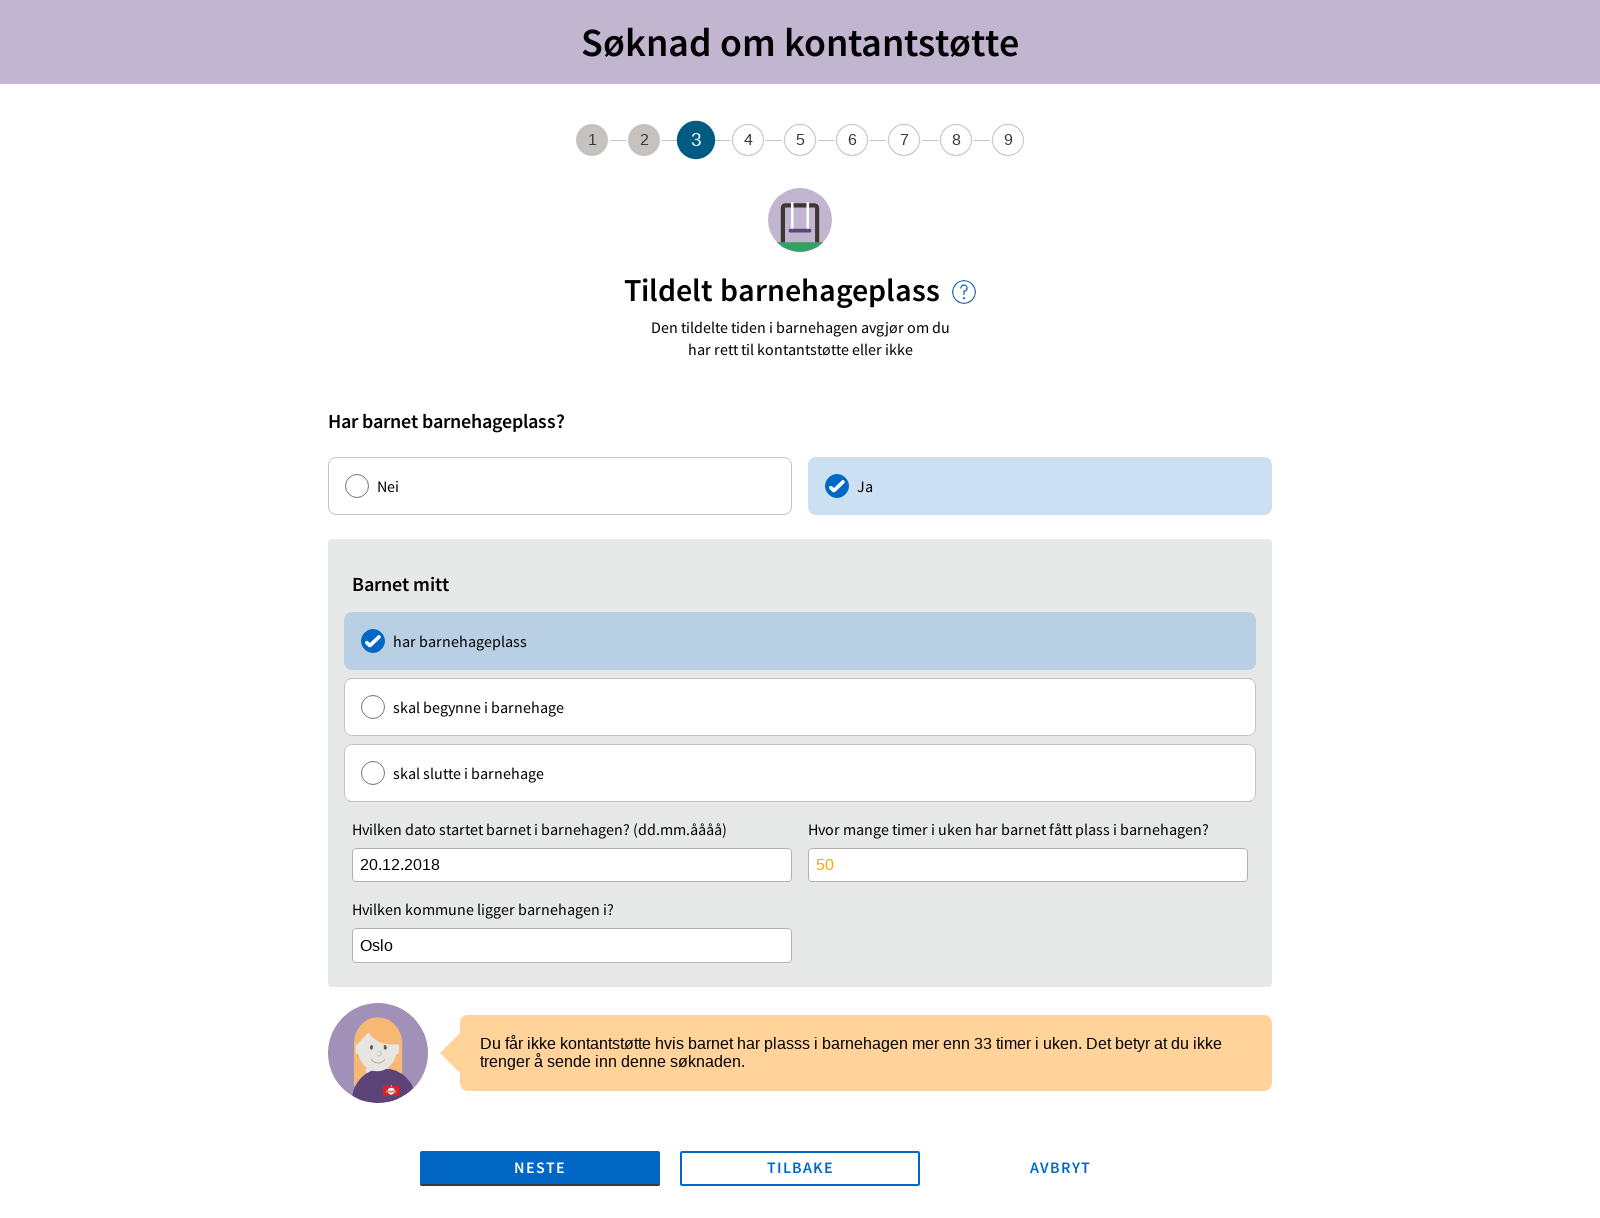 Søknad om kontantstøtte
1 2 3 4 5 6 7 8 9
Tildelt barnehageplass ?
Den tildelte tiden i barnehagen avgjør om du
har rett til kontantstøtte eller ikke
Har barnet barnehageplass?
Nei
Ja
Barnet mitt
har barnehageplass
skal begynne i barnehage
skal slutte i barnehage
Hvilken dato startet barnet i barnehagen? (dd.mm.åååå)
20.12.2018
Hvor mange timer i uken har barnet fått plass i barnehagen?
50
Hvilken kommune ligger barnehagen i?
Oslo
Du får ikke kontantstøtte hvis barnet har plasss i barnehagen mer enn 33 timer i uken. Det betyr at du ikke
trenger å sende inn denne søknaden.
NESTE
TILBAKE
AVBRYT